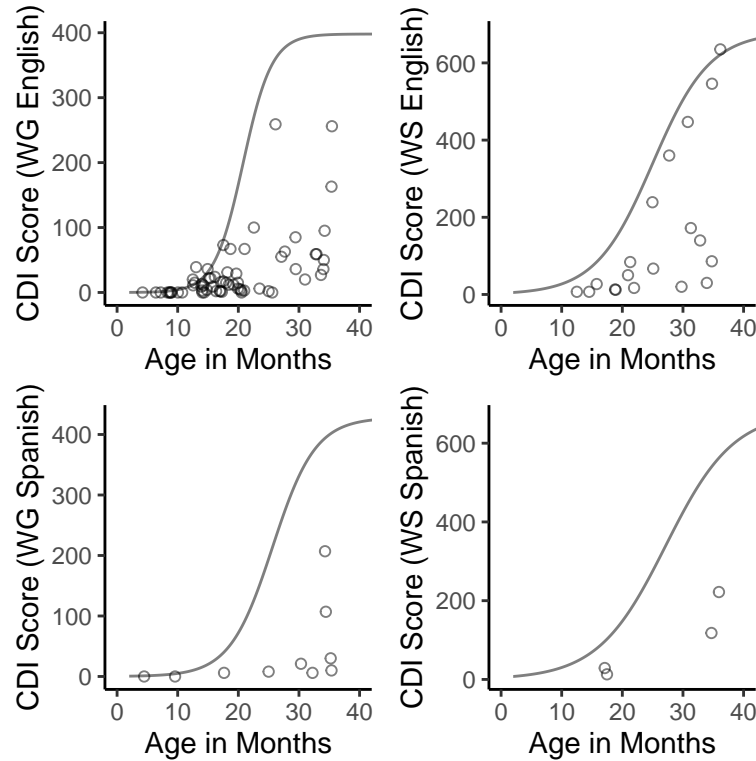 CDI Score (WG English)
400
300
200
100
0
0 10 20 30 40
Age in Months
CDI Score (WS English)
600
400
200
0
0 10 20 30 40
Age in Months
CDI Score (WG Spanish)
400
300
200
100
0
0 10 20 30 40
Age in Months
CDI Score (WS Spanish)
600
400
200
0
0 10 20 30 40
Age in Months